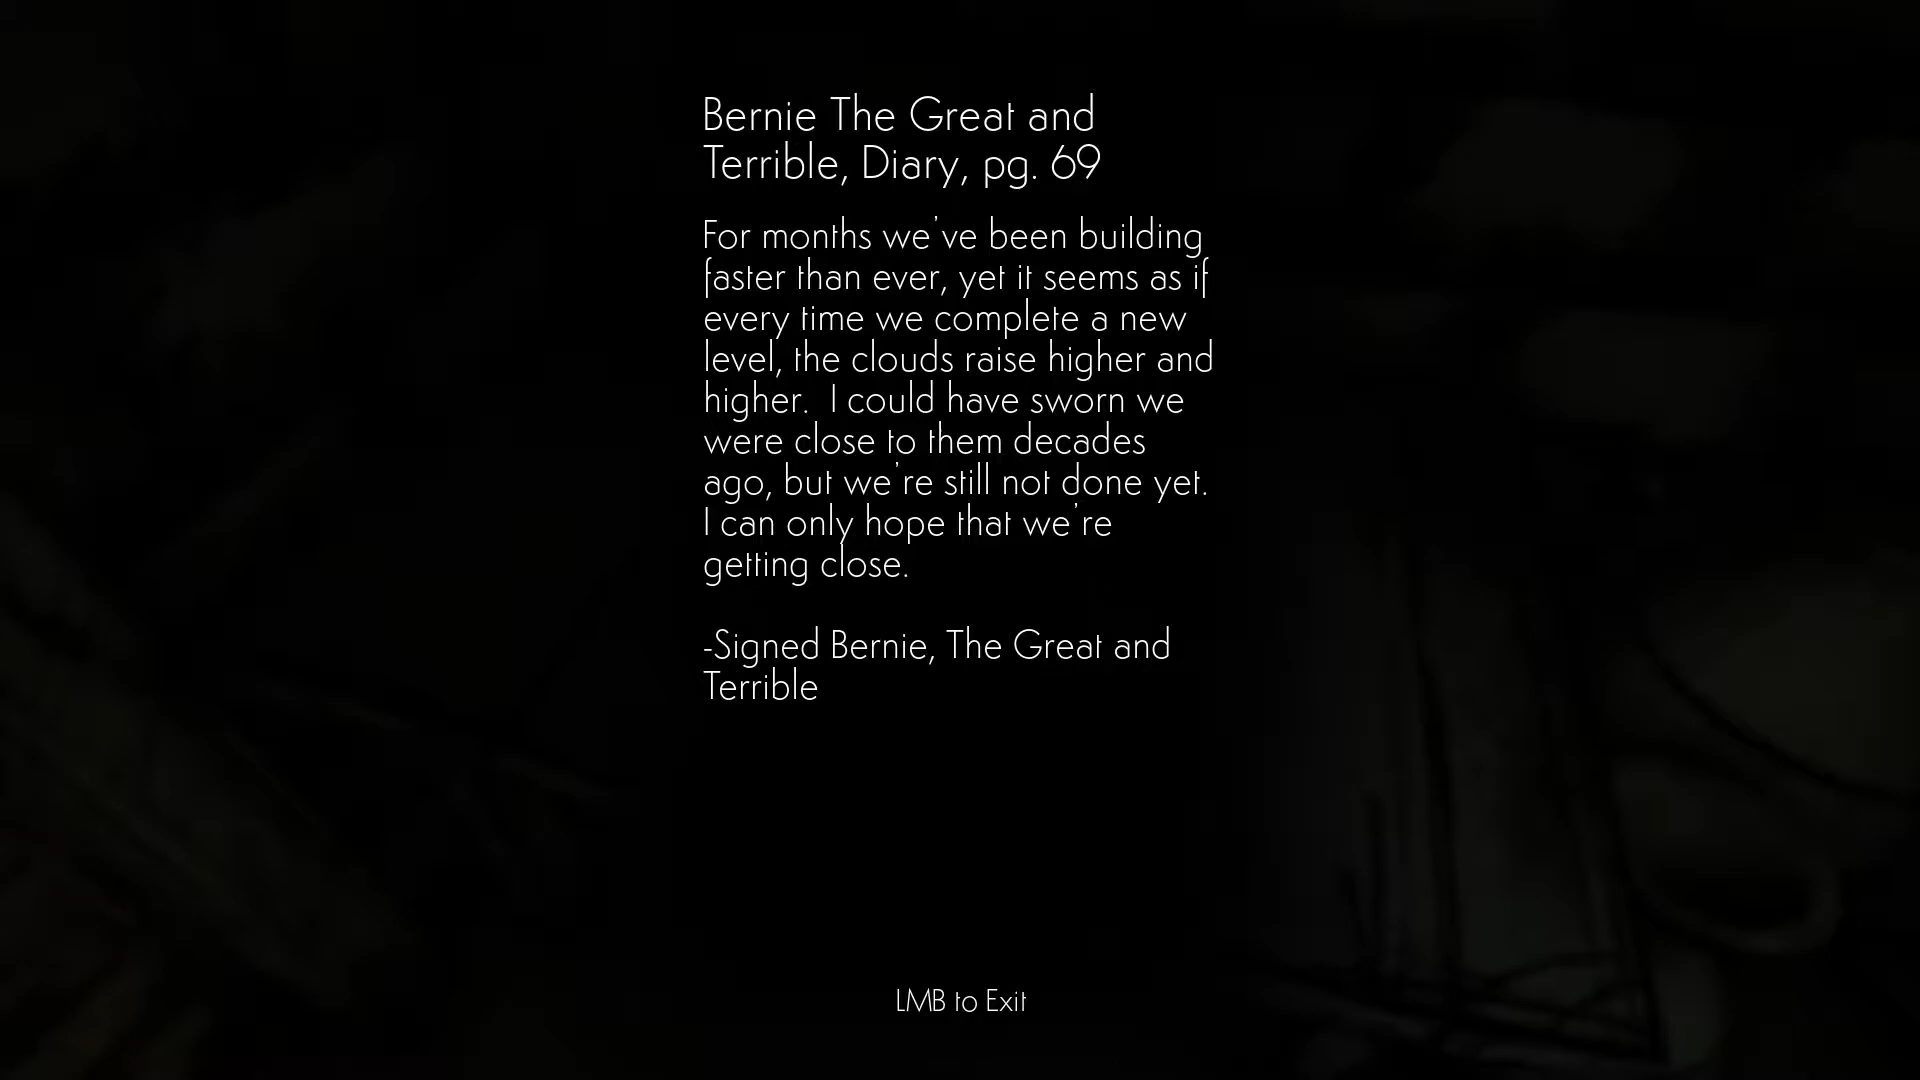 Bernie The Great and
Terrible, Diary, pg. 69
For months we've been building
faster than ever, yet it seems as if
every time we complete a new
level, the clouds raise higher and
higher.  I could have sworn we
were close to them decades
ago, but we're still not done yet.
I can only hope that we're
getting close.
-Signed Bernie, The Great and
Terrible
LMB to Exit